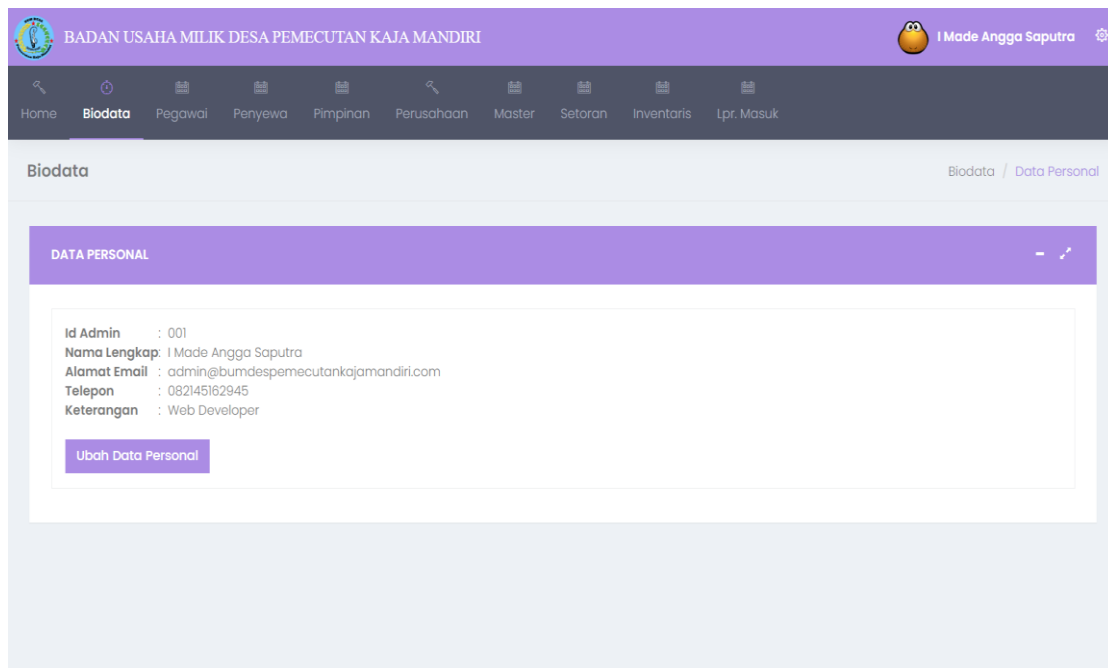 BADAN USAHA MILIK DESA PEMECUTAN KAJA MANDIRI
I Made Angga Saputra
Home Biodata Pegawai Penyewa Pimpinan Perusahaan Master Setoran Inventaris Lpr. Masuk
Biodata
Biodata / Data Personal
DATA PERSONAL
Id Admin : 001
Nama Lengkap: I Made Angga Saputra
Alamat Email : admin@bumdespemecutankajamandiri.com
Telepon : 082145162945
Keterangan : Web Developer
Ubah Data Personal